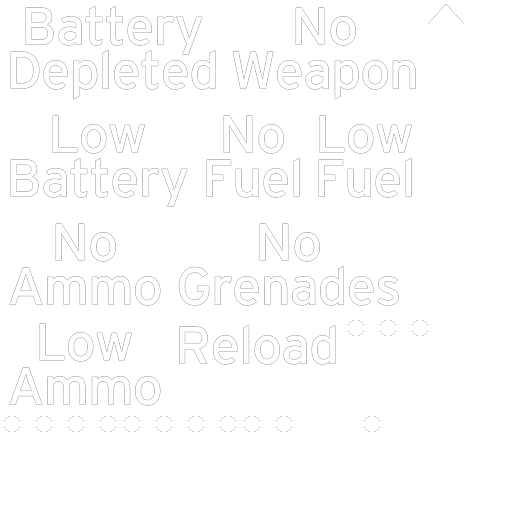 Battery No
Depleted Weapon
Low No Low
Battery Fuel Fuel
No No
Ammo Grenades
Low Reload
Ammo